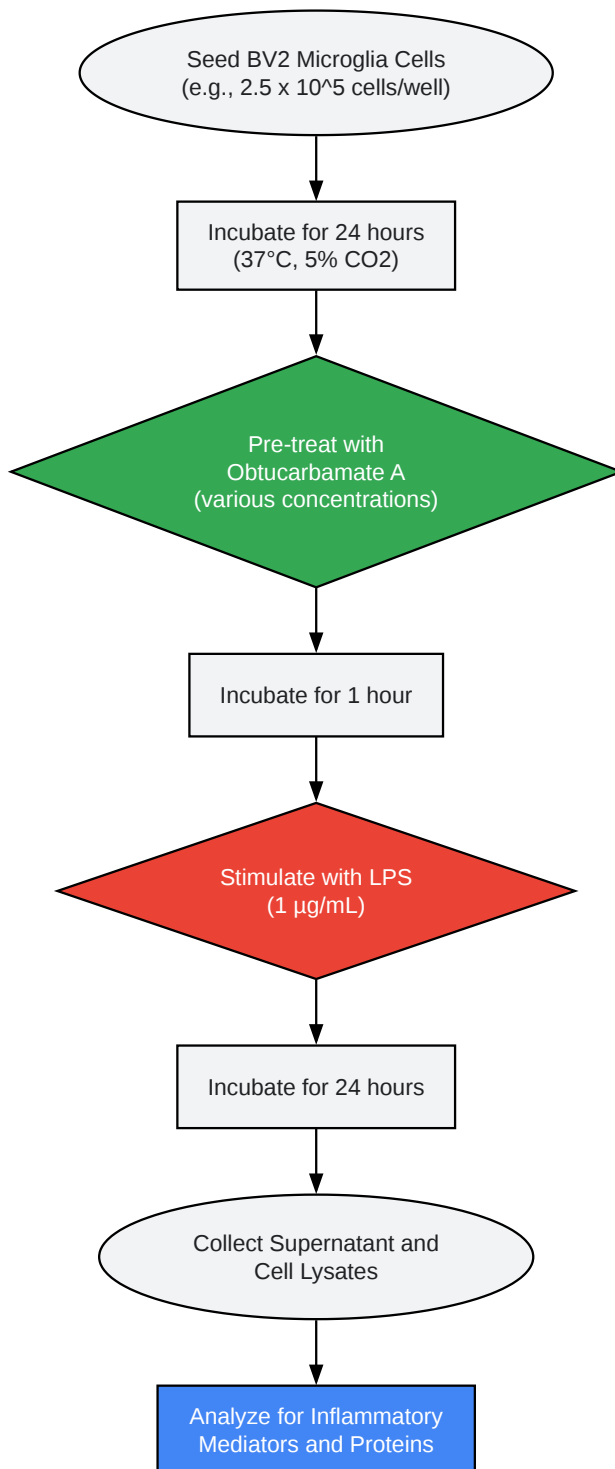 Seed BV2 Microglia Cells
(e.g., 2.5 x 10^5 cells/well)
Incubate for 24 hours
(37°C, 5% CO2)
Pre-treat with
Obtucarbamate A
(various concentrations)
Incubate for 1 hour
Stimulate with LPS
(1 µg/mL)
Incubate for 24 hours
Collect Supernatant and
Cell Lysates
Analyze for Inflammatory
Mediators and Proteins